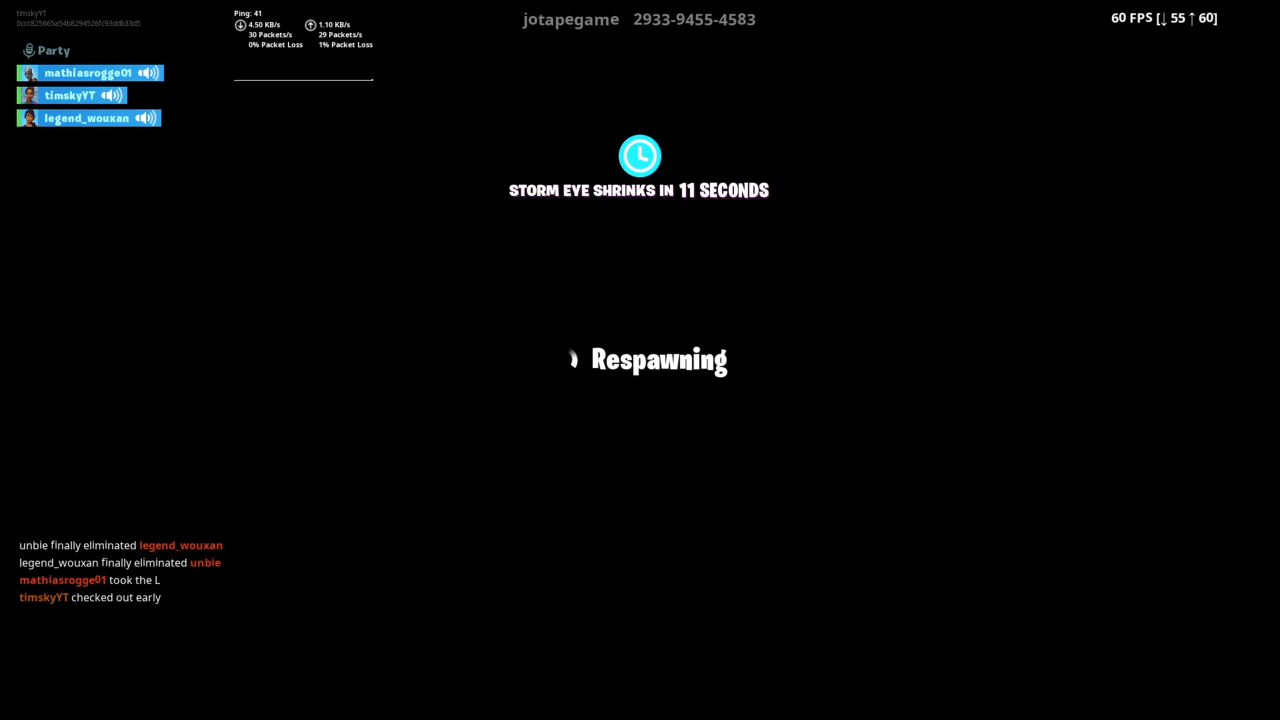 timskyYT
0ccc825665a54b8294526fc93ddb33d5
Party
mathiasrogge01
timskyYT
legend_wouxan
Ping: 41
4.50 KB/s 1.10 KB/s
30 Packets/s 29 Packets/s
0% Packet Loss 1% Packet Loss
jotapegame 2933-9455-4583
60 FPS [↓ 55 ↑ 60]
STORM EYE SHRINKS IN 11 SECONDS
Respawning
unbie finally eliminated legend_wouxan
legend_wouxan finally eliminated unbie
mathiasrogge01 took the L
timskyYT checked out early